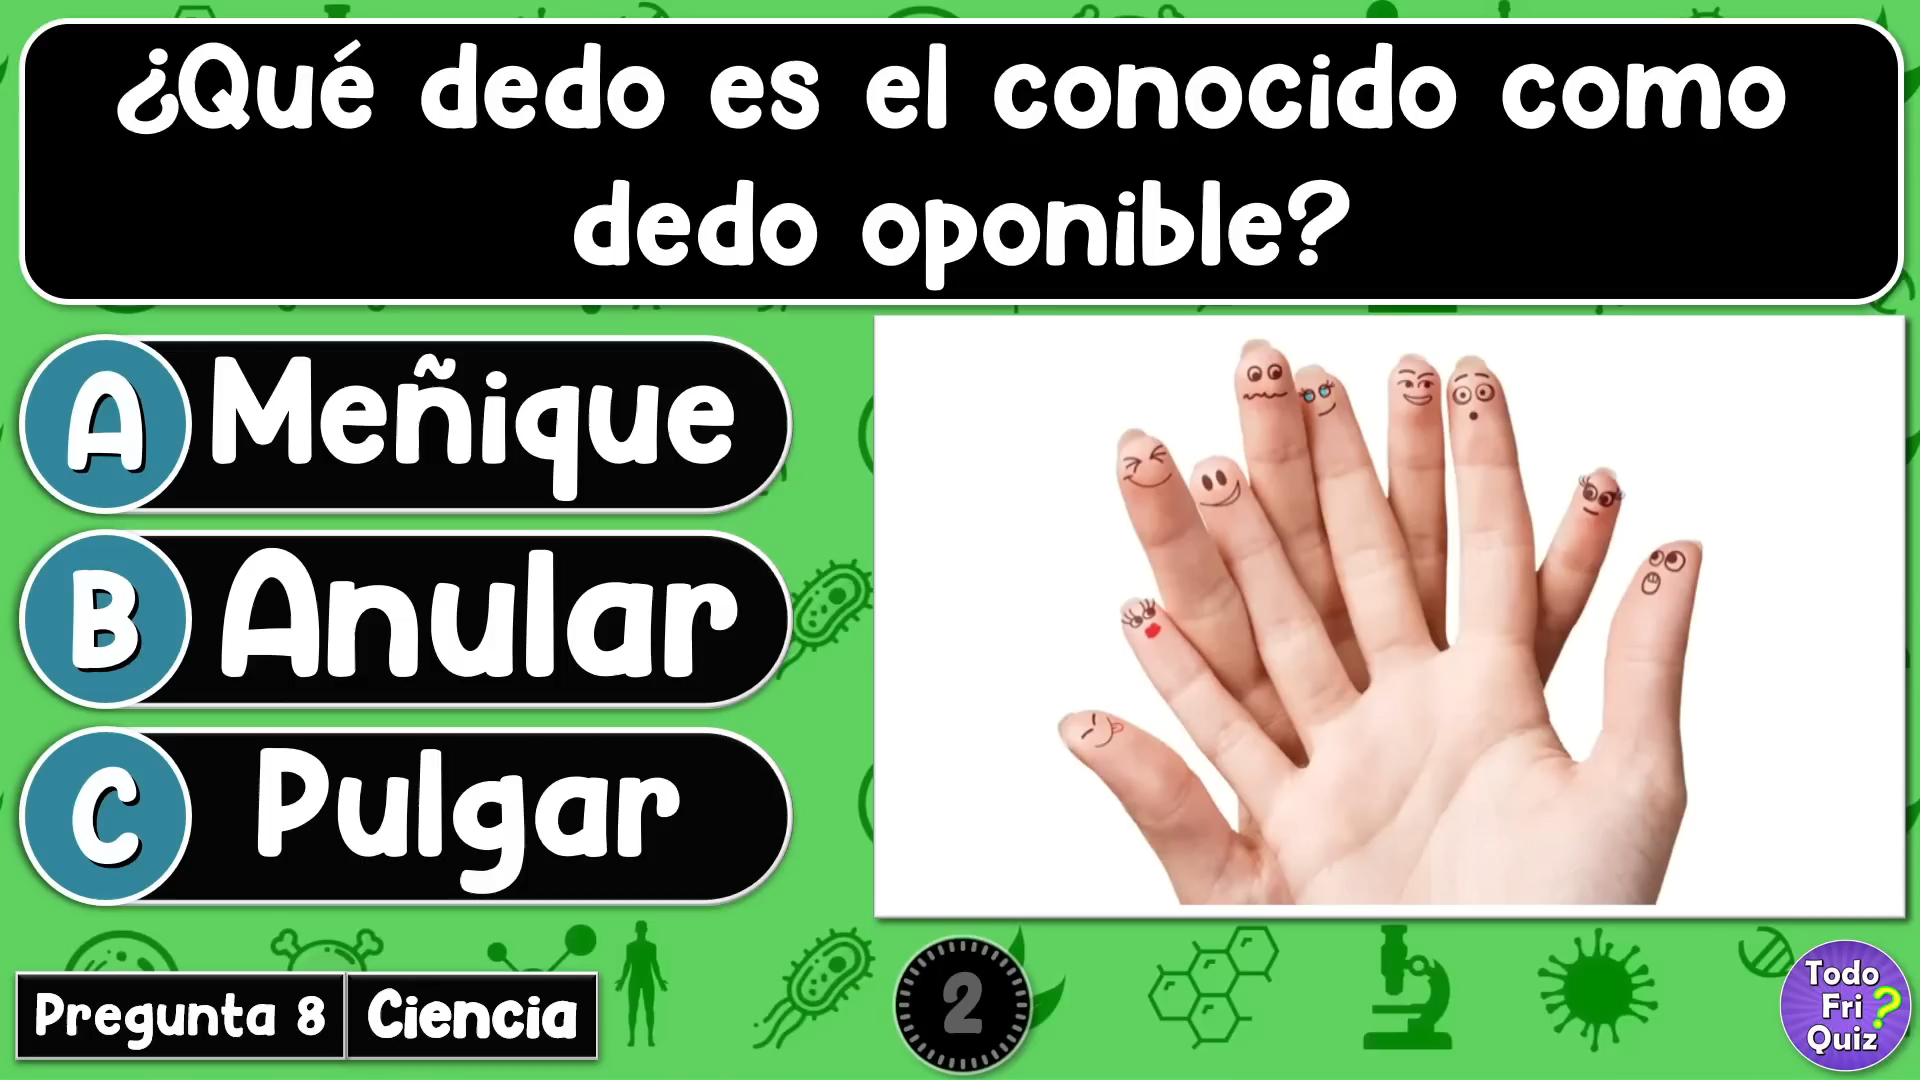 ¿Qué dedo es el conocido como
dedo oponible?
A Meñique
B Anular
C Pulgar
Pregunta 8 Ciencia
2
Todo
Fri
Quiz
?